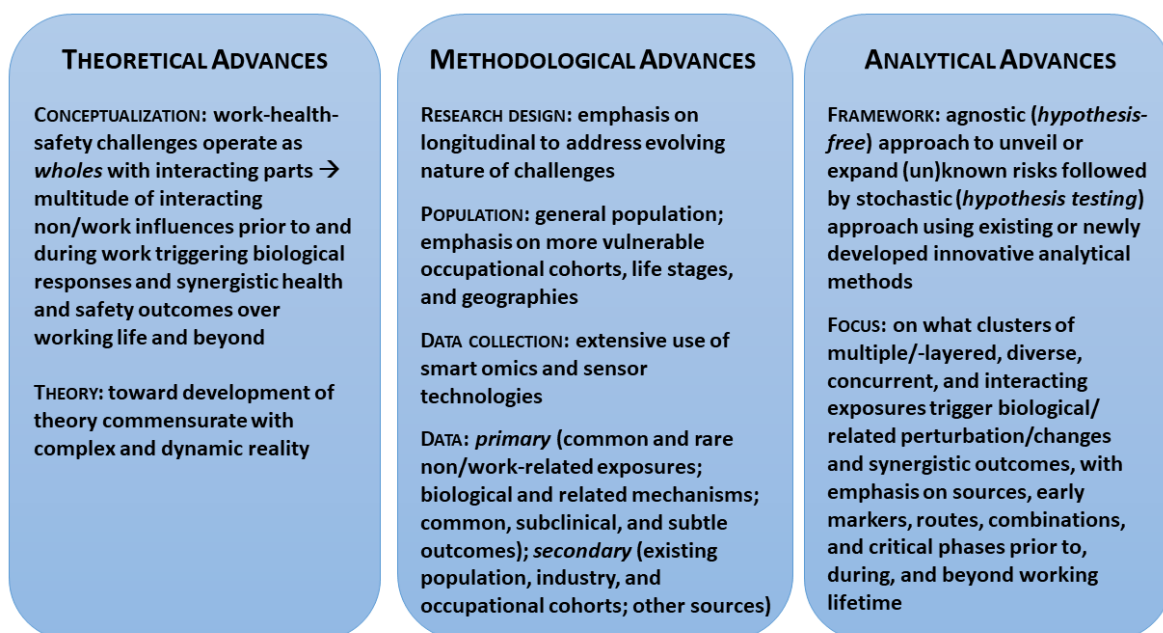 THEORETICAL ADVANCES
CONCEPTUALIZATION: work-health-
safety challenges operate as
wholes with interacting parts →
multitude of interacting
non/work influences prior to and
during work triggering biological
responses and synergistic health
and safety outcomes over
working life and beyond
THEORY: toward development of
theory commensurate with
complex and dynamic reality
METHODOLOGICAL ADVANCES
RESEARCH DESIGN: emphasis on
longitudinal to address evolving
nature of challenges
POPULATION: general population;
emphasis on more vulnerable
occupational cohorts, life stages,
and geographies
DATA COLLECTION: extensive use of
smart omics and sensor
technologies
DATA: primary (common and rare
non/work-related exposures;
biological and related mechanisms;
common, subclinical, and subtle
outcomes); secondary (existing
population, industry, and
occupational cohorts; other sources)
ANALYTICAL ADVANCES
FRAMEWORK: agnostic (hypothesis-
free) approach to unveil or
expand (un)known risks followed
by stochastic (hypothesis testing)
approach using existing or newly
developed innovative analytical
methods
FOCUS: on what clusters of
multiple/-layered, diverse,
concurrent, and interacting
exposures trigger biological/
related perturbation/changes
and synergistic outcomes, with
emphasis on sources, early
markers, routes, combinations,
and critical phases prior to,
during, and beyond working
lifetime